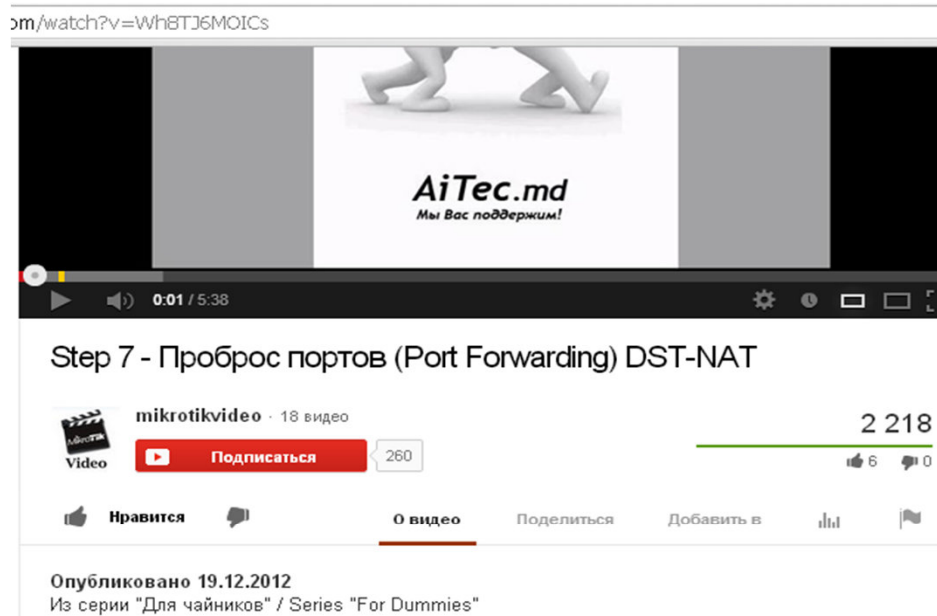 om/watch?v=Wh8TJ6MOICs
AiTec.md
Мы Вас поддержим!
0:01 / 5:38
Step 7 - Проброс портов (Port Forwarding) DST-NAT
MikroTik
Video
mikrotikvideo · 18 видео
Подписаться
260
2 218
6 0
Нравится
О видео
Поделиться
Добавить в
Опубликовано 19.12.2012
Из серии "Для чайников" / Series "For Dummies"